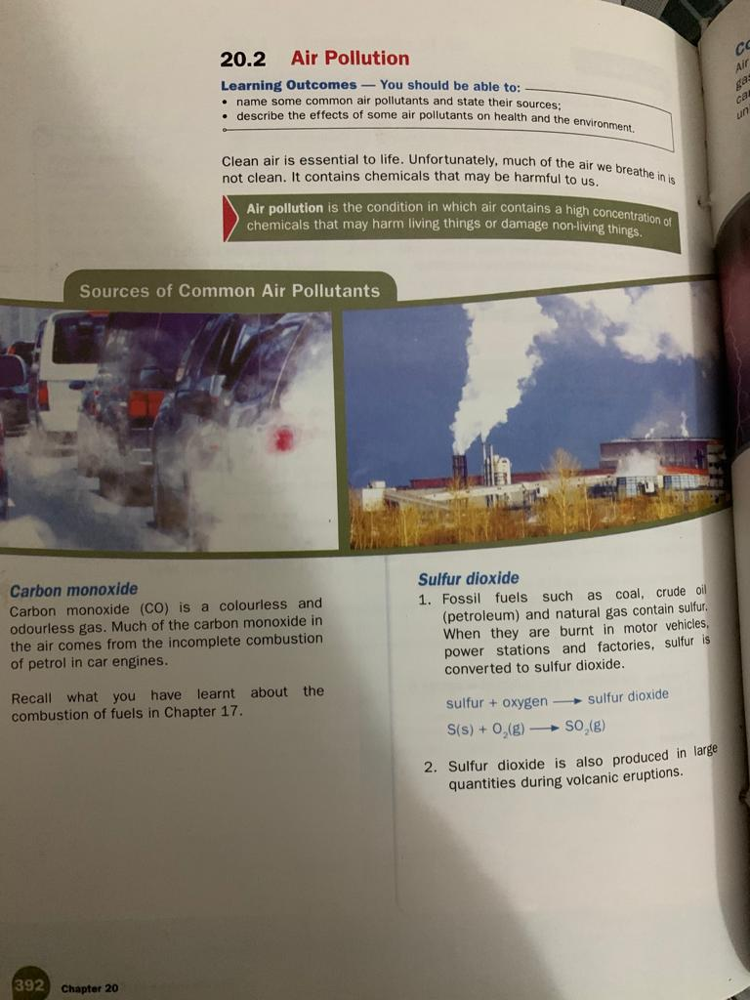 20.2 Air Pollution
Learning Outcomes — You should be able to:
• name some common air pollutants and state their sources;
• describe the effects of some air pollutants on health and the environment.
Clean air is essential to life. Unfortunately, much of the air we breathe in is
not clean. It contains chemicals that may be harmful to us.
Air pollution is the condition in which air contains a high concentration of
chemicals that may harm living things or damage non-living things.
Sources of Common Air Pollutants
Carbon monoxide
Carbon monoxide (CO) is a colourless and
odourless gas. Much of the carbon monoxide in
the air comes from the incomplete combustion
of petrol in car engines.
Recall what you have learnt about the
combustion of fuels in Chapter 17.
Sulfur dioxide
1. Fossil fuels such as coal, crude oil
(petroleum) and natural gas contain sulfur.
When they are burnt in motor vehicles,
power stations and factories, sulfur is
converted to sulfur dioxide.
sulfur + oxygen ⟶ sulfur dioxide
S(s) + O₂(g) ⟶ SO₂(g)
2. Sulfur dioxide is also produced in large
quantities during volcanic eruptions.
392 Chapter 20
Air